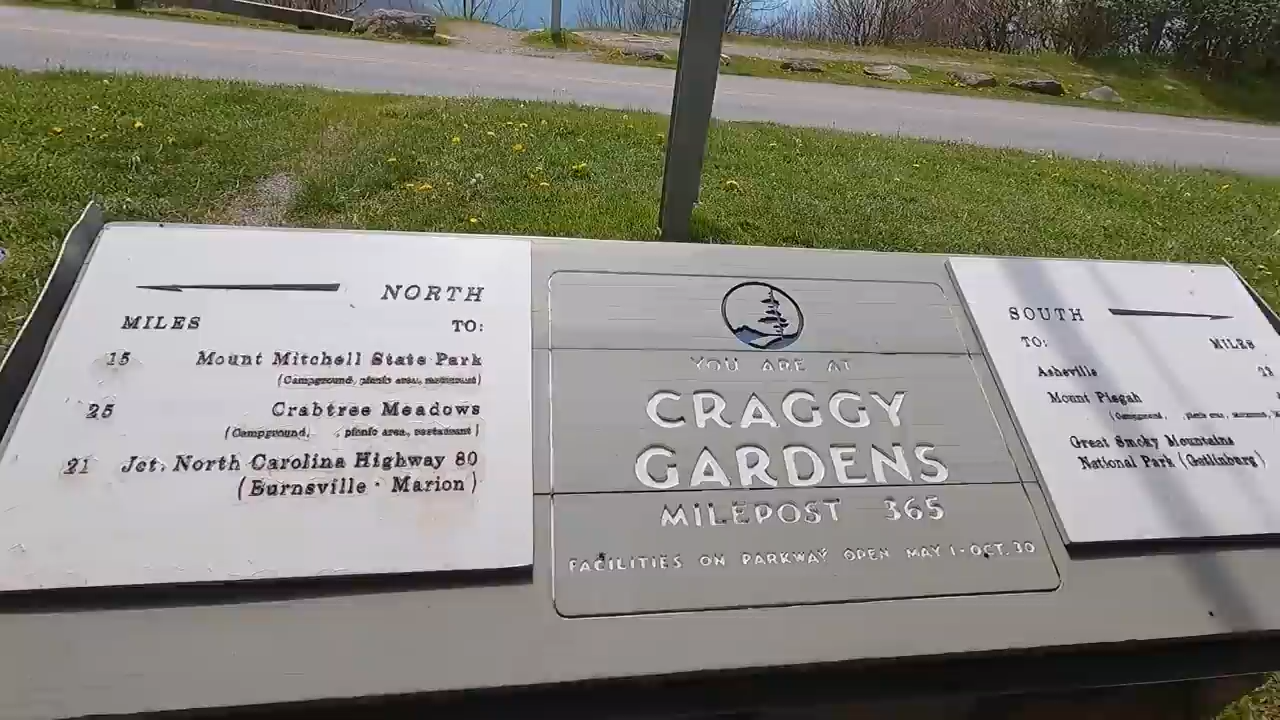 NORTH
MILES TO:
15 Mount Mitchell State Park
(Campground, picnic area, restaurant)
25 Crabtree Meadows
(Campground, picnic area, restaurant)
21 Jct. North Carolina Highway 80
(Burnsville · Marion)
YOU ARE AT
CRAGGY
GARDENS
MILEPOST 365
FACILITIES ON PARKWAY OPEN MAY 1 - OCT. 30
SOUTH
TO: MILES
Asheville
Mount Pisgah
(Campground, picnic area,
Great Smoky Mountains
National Park (Gatlinburg)